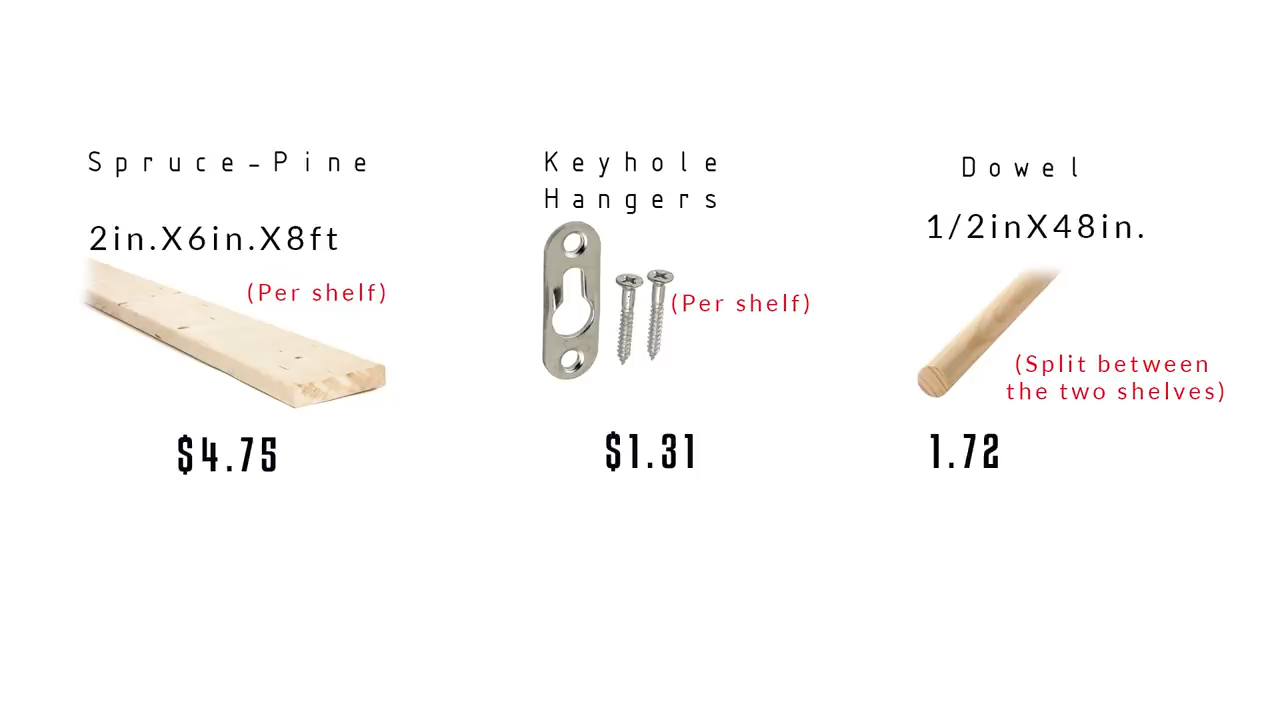 Spruce-Pine
2in.X6in.X8ft
(Per shelf)
$4.75
Keyhole
Hangers
(Per shelf)
$1.31
Dowel
1/2inX48in.
(Split between
the two shelves)
1.72